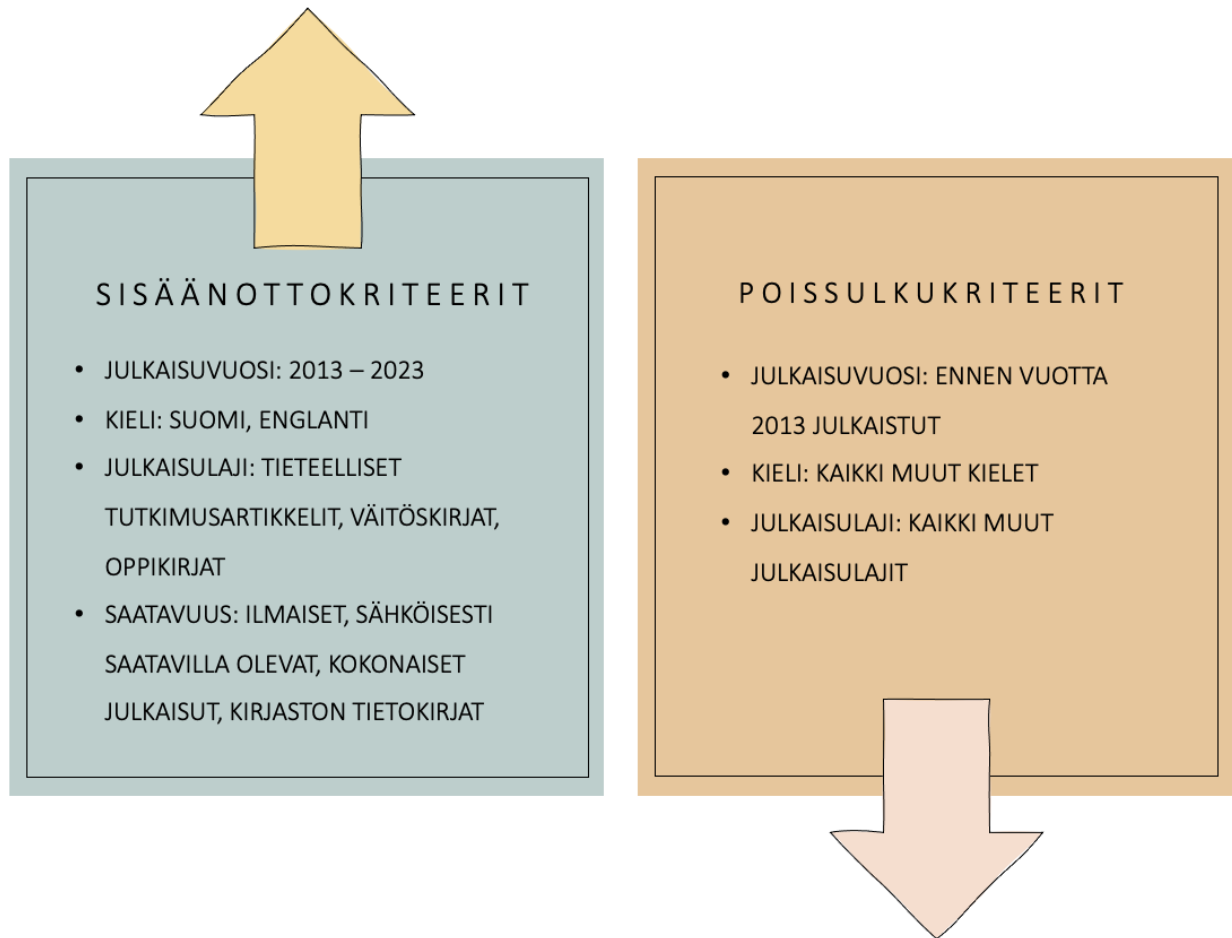 SISÄÄNOTTOKRITEERIT
• JULKAISUVUOSI: 2013 – 2023
• KIELI: SUOMI, ENGLANTI
• JULKAISULAJI: TIETEELLISET
TUTKIMUSARTIKKELIT, VÄITÖSKIRJAT,
OPPIKIRJAT
• SAATAVUUS: ILMAISET, SÄHKÖISESTI
SAATAVILLA OLEVAT, KOKONAISET
JULKAISUT, KIRJASTON TIETOKIRJAT
POISSULKUKRITEERIT
• JULKAISUVUOSI: ENNEN VUOTTA
2013 JULKAISTUT
• KIELI: KAIKKI MUUT KIELET
• JULKAISULAJI: KAIKKI MUUT
JULKAISULAJIT